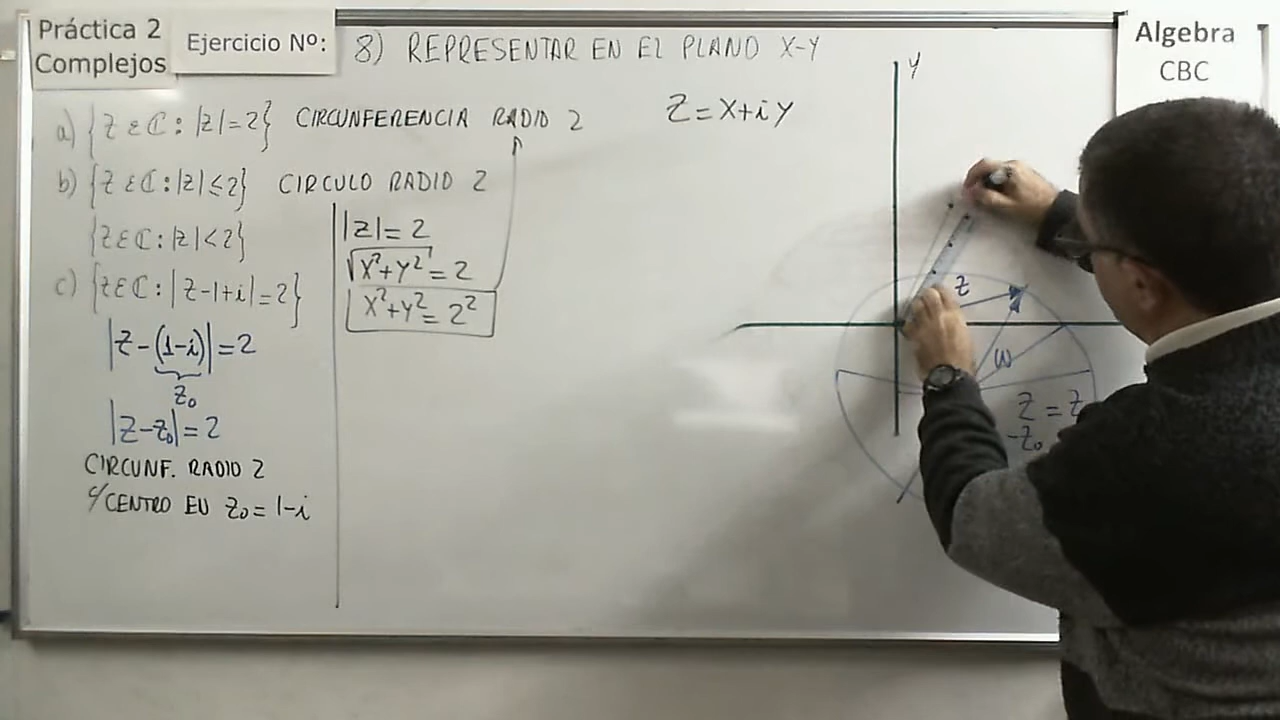 Práctica 2
Complejos
Ejercicio Nº:
8) REPRESENTAR EN EL PLANO X-Y
Algebra
CBC
a) {Z ∈ ℂ : |z| = 2} CIRCUNFERENCIA RADIO 2
Z = X + i Y
y
b) {Z ∈ ℂ : |z| ≤ 2} CIRCULO RADIO 2
{Z ∈ ℂ : |z| < 2}
c) {Z ∈ ℂ : |Z - 1 + i| = 2}
|Z - (1 - i)| = 2
z₀
|Z - z₀| = 2
CIRCUNF. RADIO 2
c/CENTRO EN z₀ = 1 - i
|z| = 2
√X² + Y² = 2
X² + Y² = 2²
z
ω
Z = Z
-Z₀